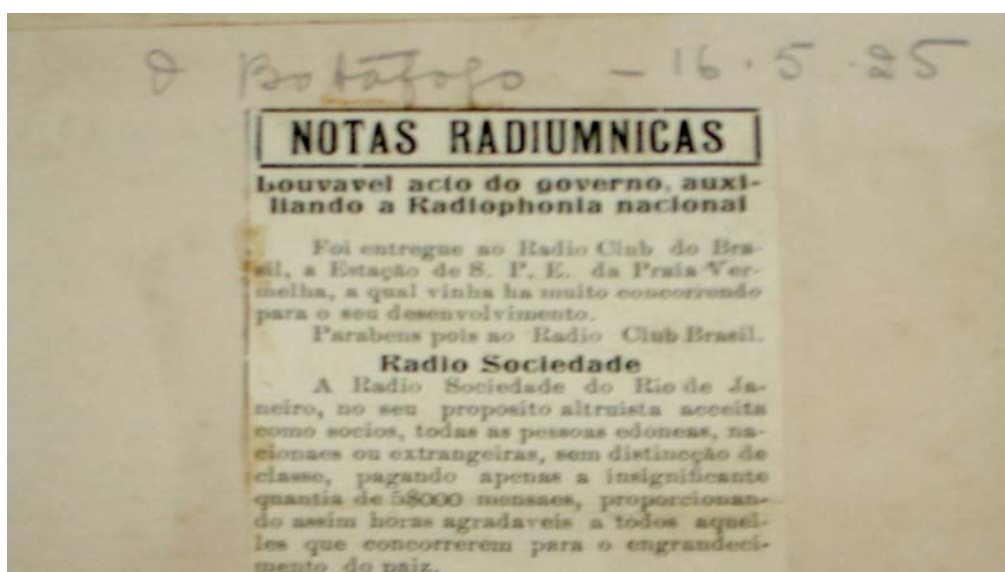 O Botafogo - 16.5.25
NOTAS RADIUMNICAS
Louvavel acto do governo, auxi-
liando a Radiophonia nacional
Foi entregue ao Radio Club do Bra-
sil, a Estação de S. P. E. da Praia Ver-
melha, a qual vinha ha muito concorrendo
para o seu desenvolvimento.
Parabens pois ao Radio Club Brasil.
Radio Sociedade
A Radio Sociedade do Rio de Ja-
neiro, no seu proposito altruista acceita
como socios, todas as pessoas edoneas, na-
cionaes ou extrangeiras, sem distincção de
classe, pagando apenas a insignificante
quantia de 5$000 mensaes, proporcionan-
do assim horas agradaveis a todos aquel-
les que concorrerem para o engrandeci-
mento do paiz.